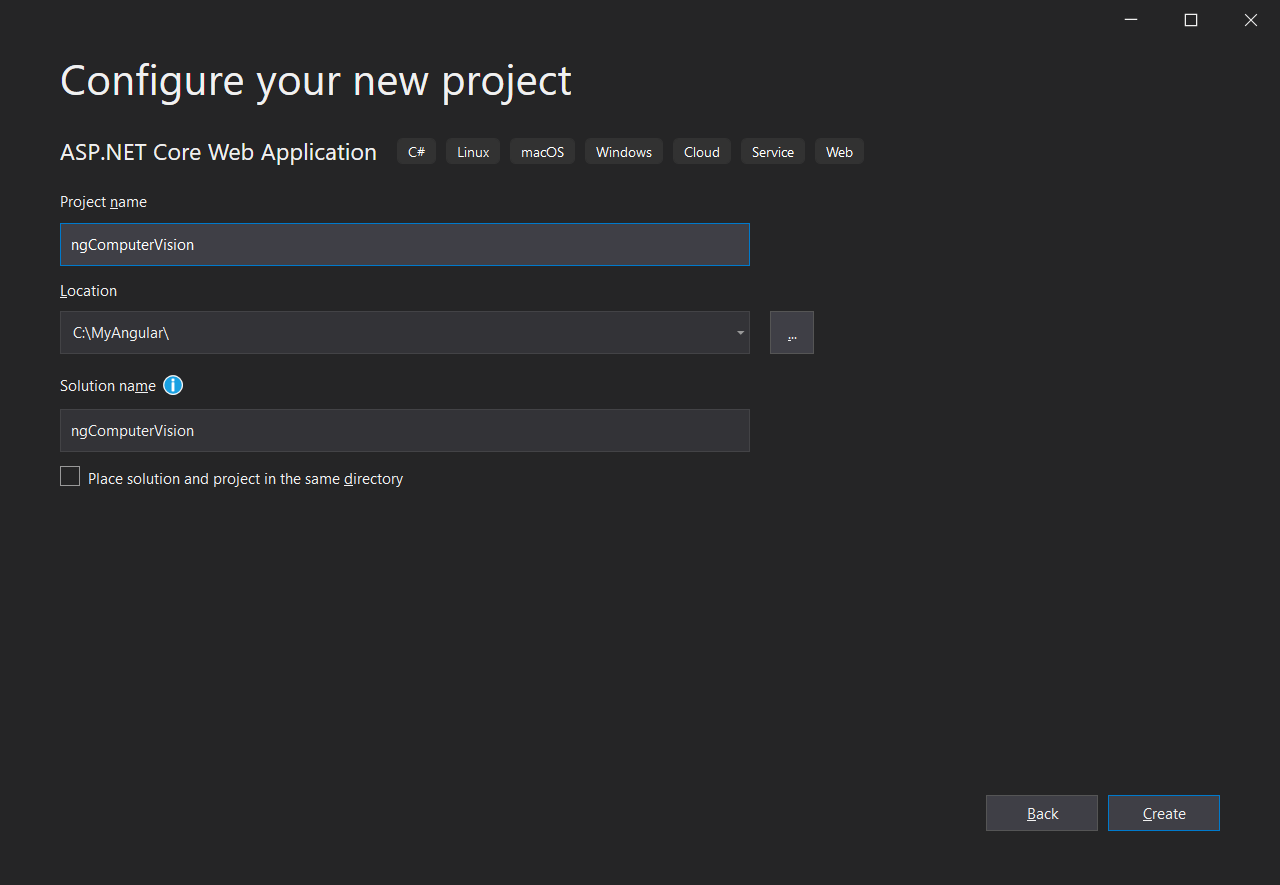 Configure your new project
ASP.NET Core Web Application C# Linux macOS Windows Cloud Service Web
Project name
ngComputerVision
Location
C:\MyAngular\
...
Solution name
ngComputerVision
Place solution and project in the same directory
Back Create